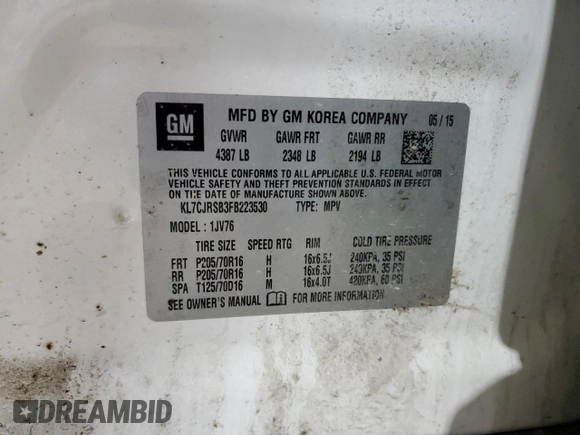 GM
MFD BY GM KOREA COMPANY 05 / 15
GVWR GAWR FRT GAWR RR
4387 LB 2348 LB 2194 LB
THIS VEHICLE CONFORMS TO ALL APPLICABLE U.S. FEDERAL MOTOR
VEHICLE SAFETY AND THEFT PREVENTION STANDARDS IN EFFECT
ON THE DATE OF MANUFACTURE SHOWN ABOVE.
KL7CJRSB3FB223530 TYPE: MPV
MODEL : 1JV76
TIRE SIZE SPEED RTG RIM COLD TIRE PRESSURE
FRT P205/70R16 H 16x6.5J 240KPA, 35 PSI
RR P205/70R16 H 16x6.5J 240KPA, 35 PSI
SPA T125/70D16 M 16x4.0T 420KPA, 60 PSI
SEE OWNER'S MANUAL FOR MORE INFORMATION
DREAMBID